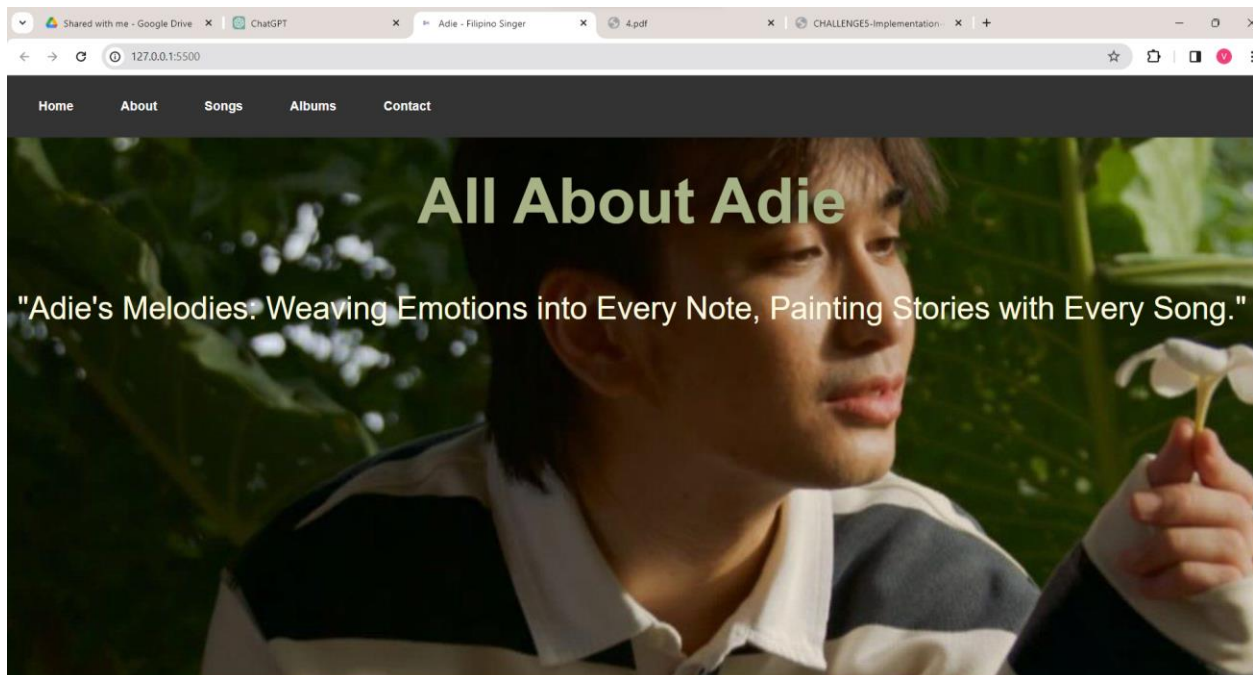 Shared with me - Google Drive
ChatGPT
Adie - Filipino Singer
4.pdf
CHALLENGE5-Implementation-
127.0.0.1:5500
V
Home About Songs Albums Contact
All About Adie
"Adie's Melodies: Weaving Emotions into Every Note, Painting Stories with Every Song."